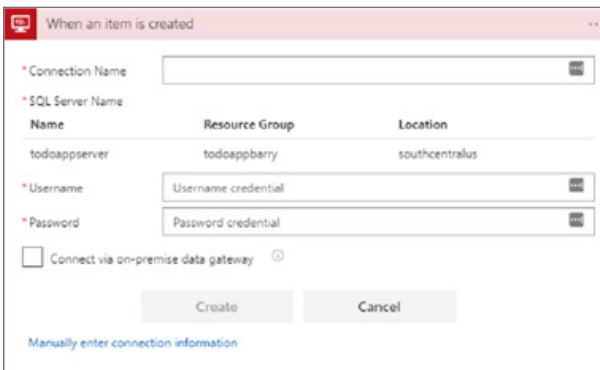 When an item is created
* Connection Name
* SQL Server Name
Name Resource Group Location
todoappserver todoappbarry southcentralus
* Username Username credential
* Password Password credential
Connect via on-premise data gateway
Create Cancel
Manually enter connection information